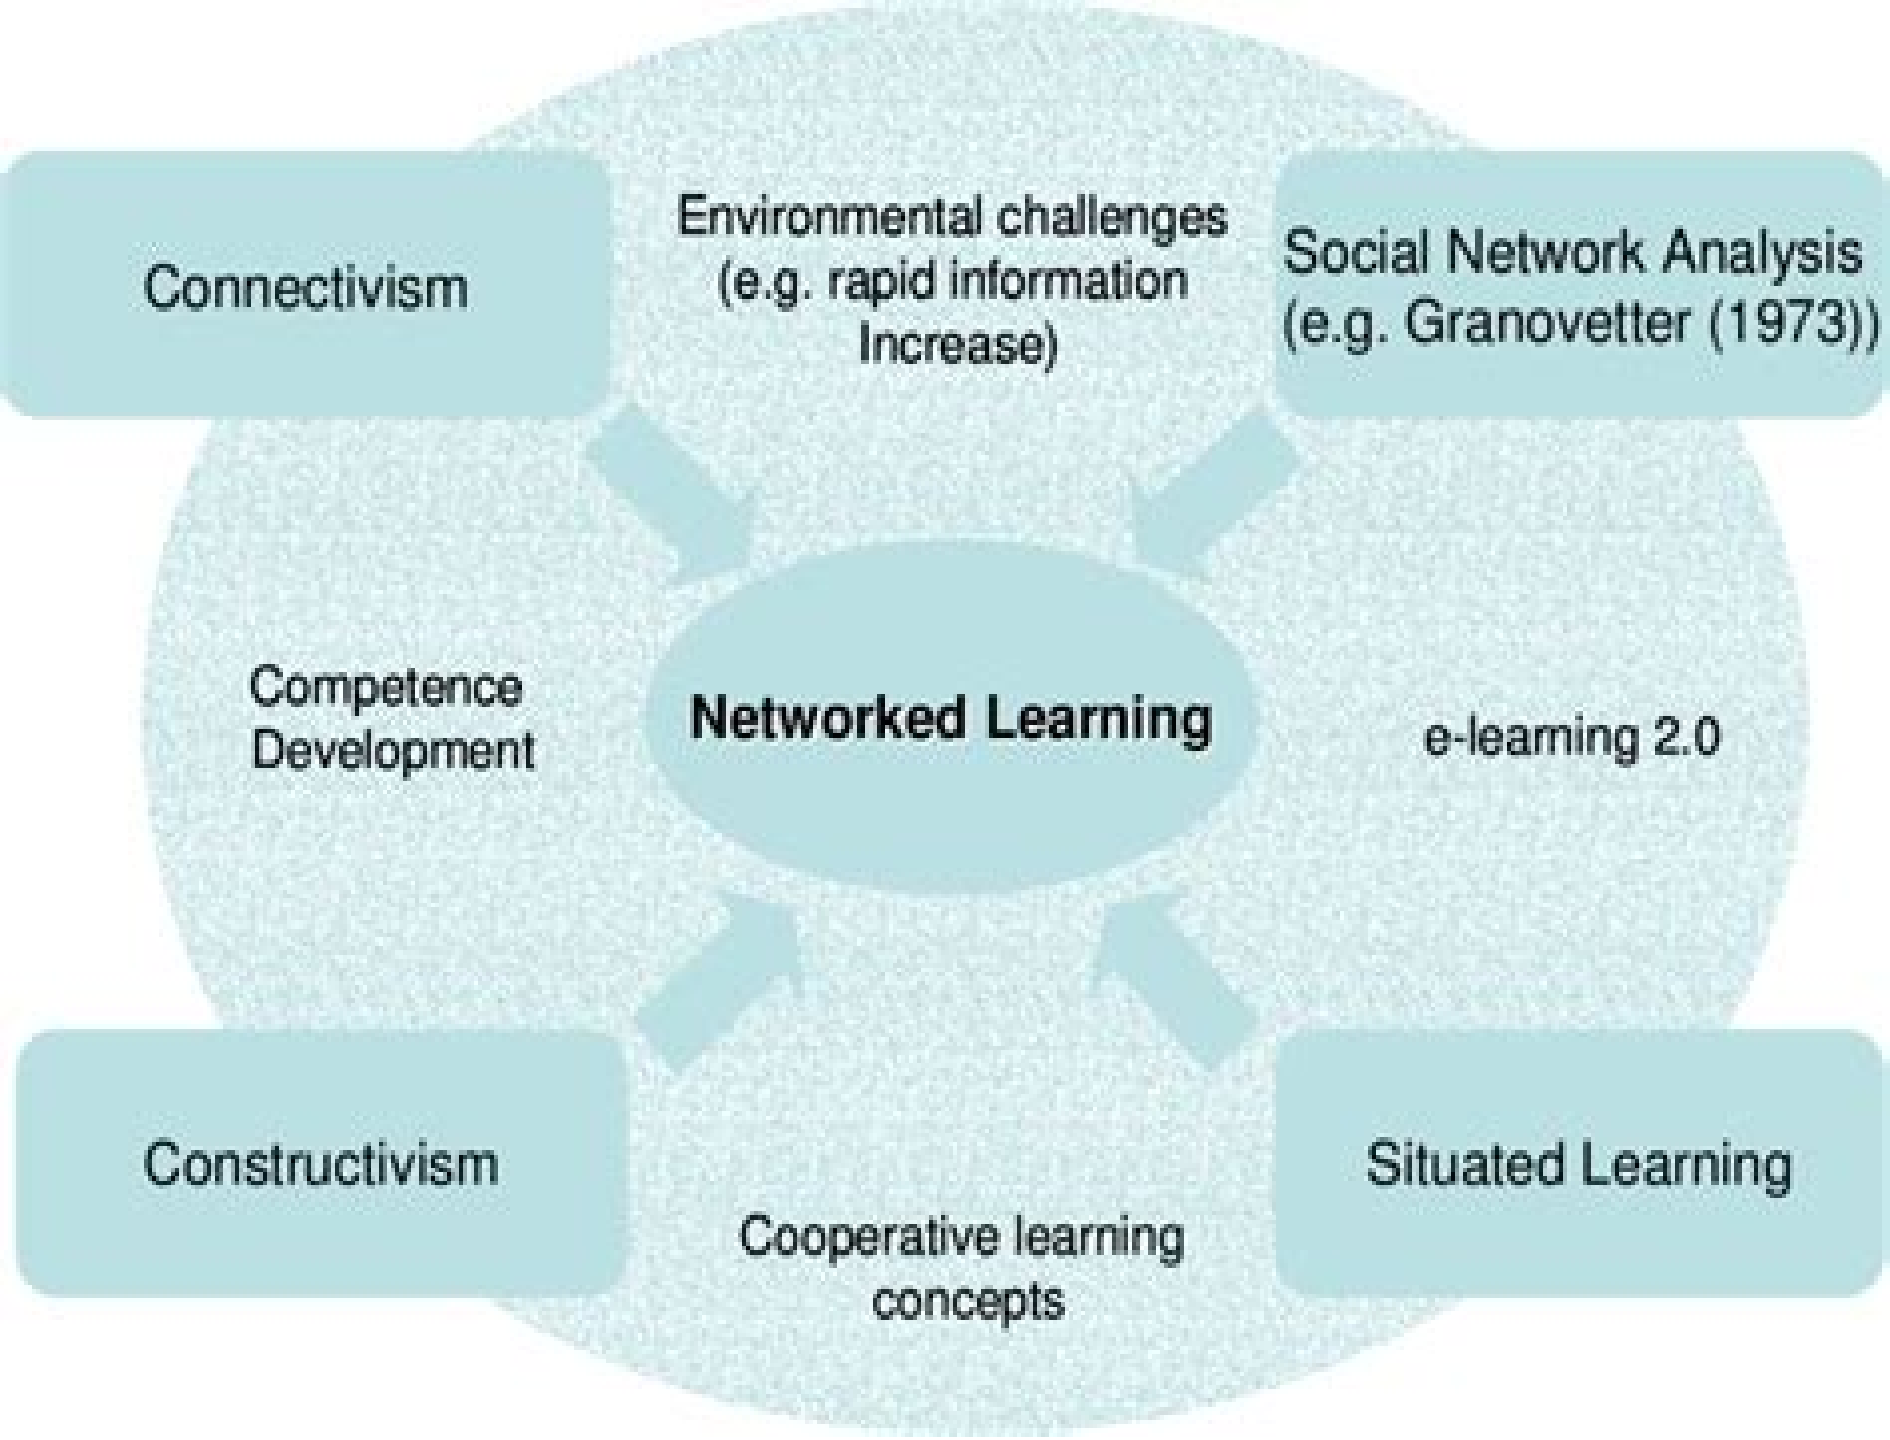 Connectivism
Environmental challenges
(e.g. rapid information
Increase)
Social Network Analysis
(e.g. Granovetter (1973))
Competence
Development
Networked Learning
e-learning 2.0
Constructivism
Situated Learning
Cooperative learning
concepts